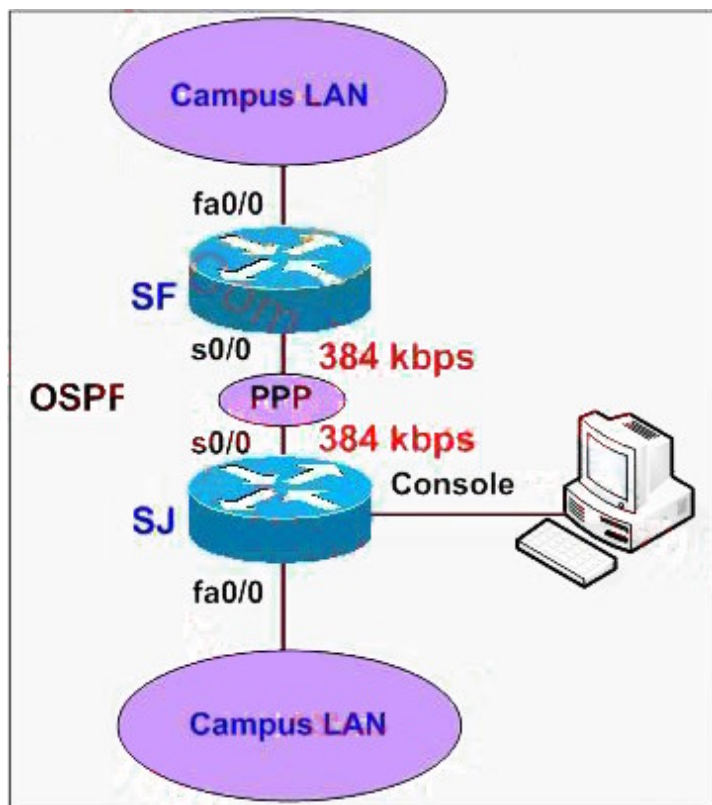 Campus LAN
fa0/0
SF
s0/0
384 kbps
OSPF
PPP
s0/0
384 kbps
Console
SJ
fa0/0
Campus LAN